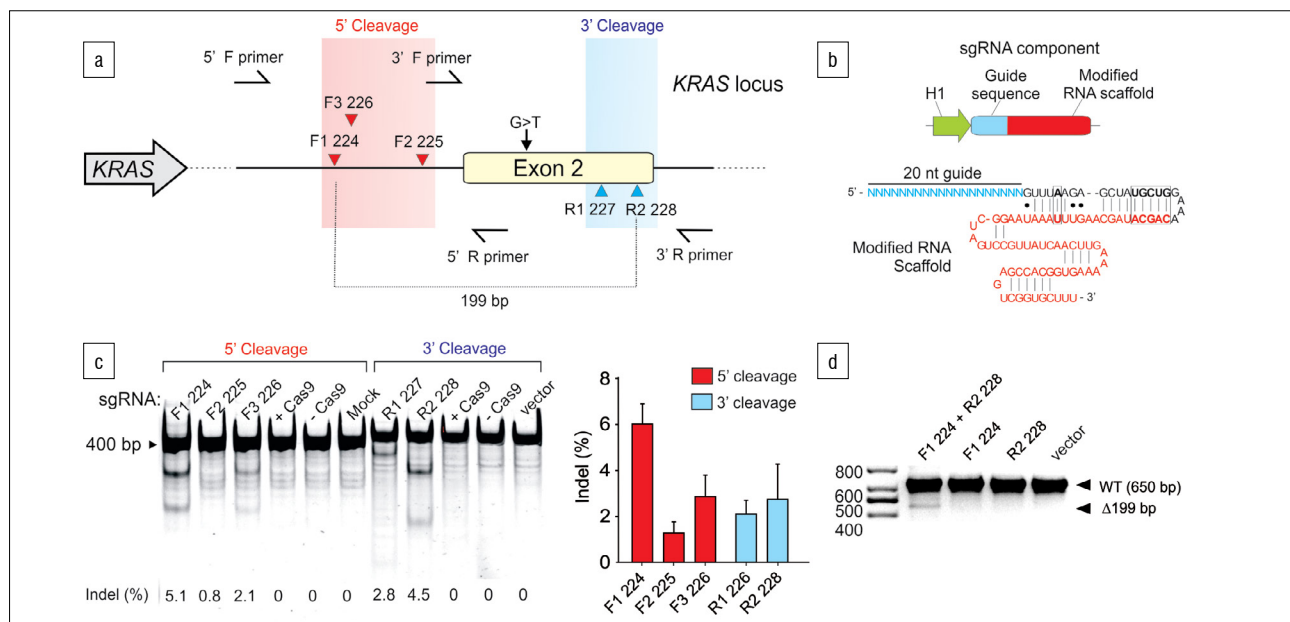 a
5' Cleavage
3' Cleavage
5' F primer
3' F primer
KRAS locus
F3 226
F1 224
F2 225
G>T
KRAS
Exon 2
R1
227
R2 228
5' R primer
3' R primer
199 bp
b
sgRNA component
Guide
sequence
Modified
RNA scaffold
H1
20 nt guide
5' - NNNNNNNNNNNNNNNNNNNNGUUUAAGA--GCUAUGCUGG
A
A
A
C-GGAAUAAAUUUGAACGAUACGACA
U
A
GUCCGUUAUCAACUUG
A
A
Modified RNA
Scaffold
AGCCACGGUGAAA
G
UCGGUGCUUU-3'
c
5' Cleavage
3' Cleavage
sgRNA:
F1 224
F2 225
F3 226
+ Cas9
- Cas9
Mock
R1 227
R2 228
+ Cas9
- Cas9
vector
400 bp
Indel (%)
5.1
0.8
2.1
0
0
0
2.8
4.5
0
0
0
8
6
4
2
0
Indel (%)
5' cleavage
3' cleavage
F1 224
F2 225
F3 226
R1 226
R2 228
d
F1 224 + R2 228
F1 224
R2 228
vector
800
600
500
400
WT (650 bp)
Δ199 bp